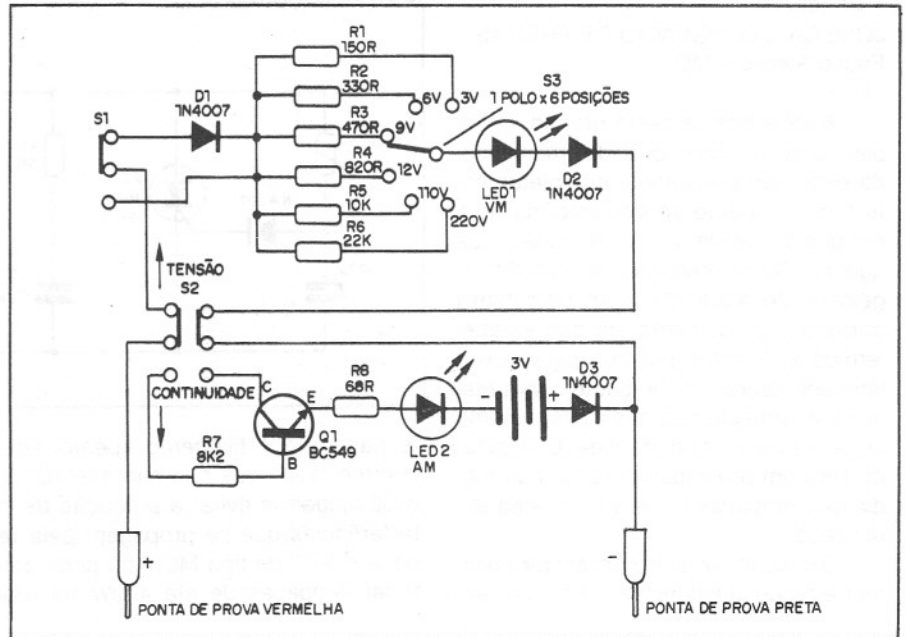 R1
150R
R2
330R
R3
470R
R4
820R
R5
10K
R6
22K
S1
D1
1N4007
S3
1 POLO x 6 POSIÇÕES
6V
3V
9V
12V
110V
220V
LED1
VM
D2
1N4007
TENSÃO
S2
CONTINUIDADE
C
E
B
Q1
BC549
R7
8K2
R8
68R
LED2
AM
3V
-
+
D3
1N4007
+
-
PONTA DE PROVA VERMELHA
PONTA DE PROVA PRETA